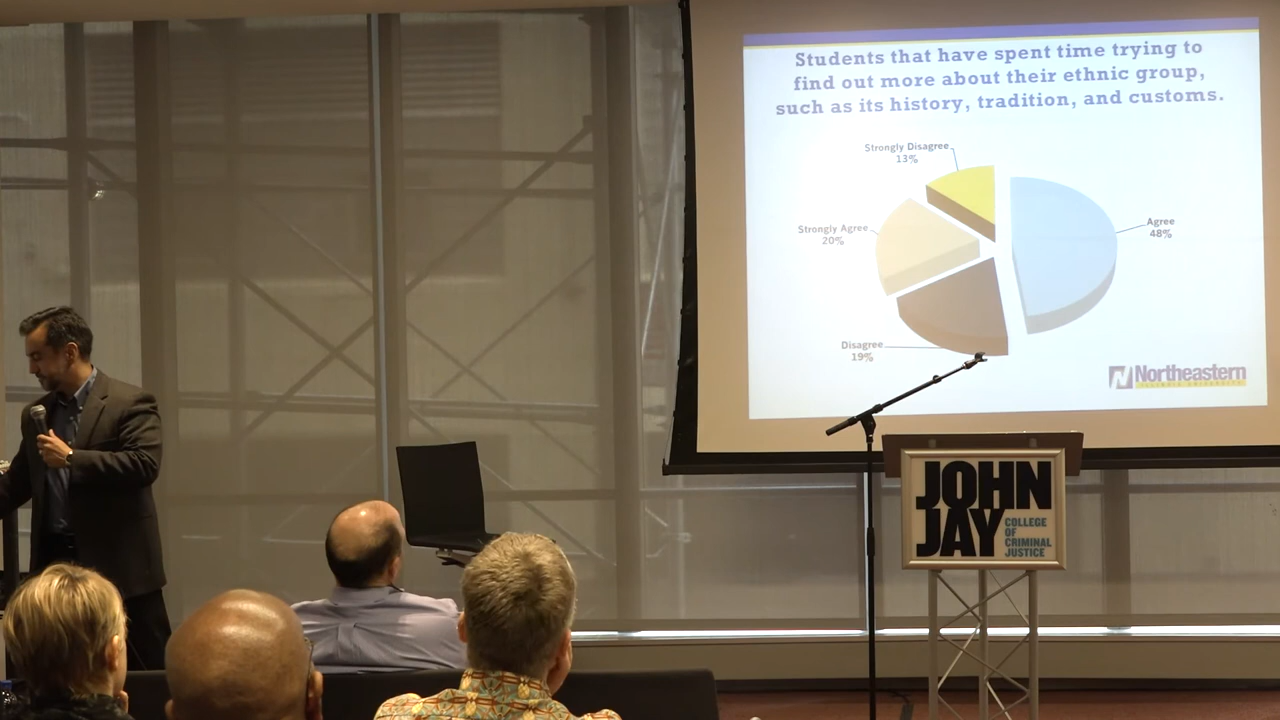 Students that have spent time trying to
find out more about their ethnic group,
such as its history, tradition, and customs.
Strongly Disagree
13%
Agree
48%
Strongly Agree
20%
Disagree
19%
Northeastern
ILLINOIS UNIVERSITY
JOHN
JAY
COLLEGE
OF
CRIMINAL
JUSTICE